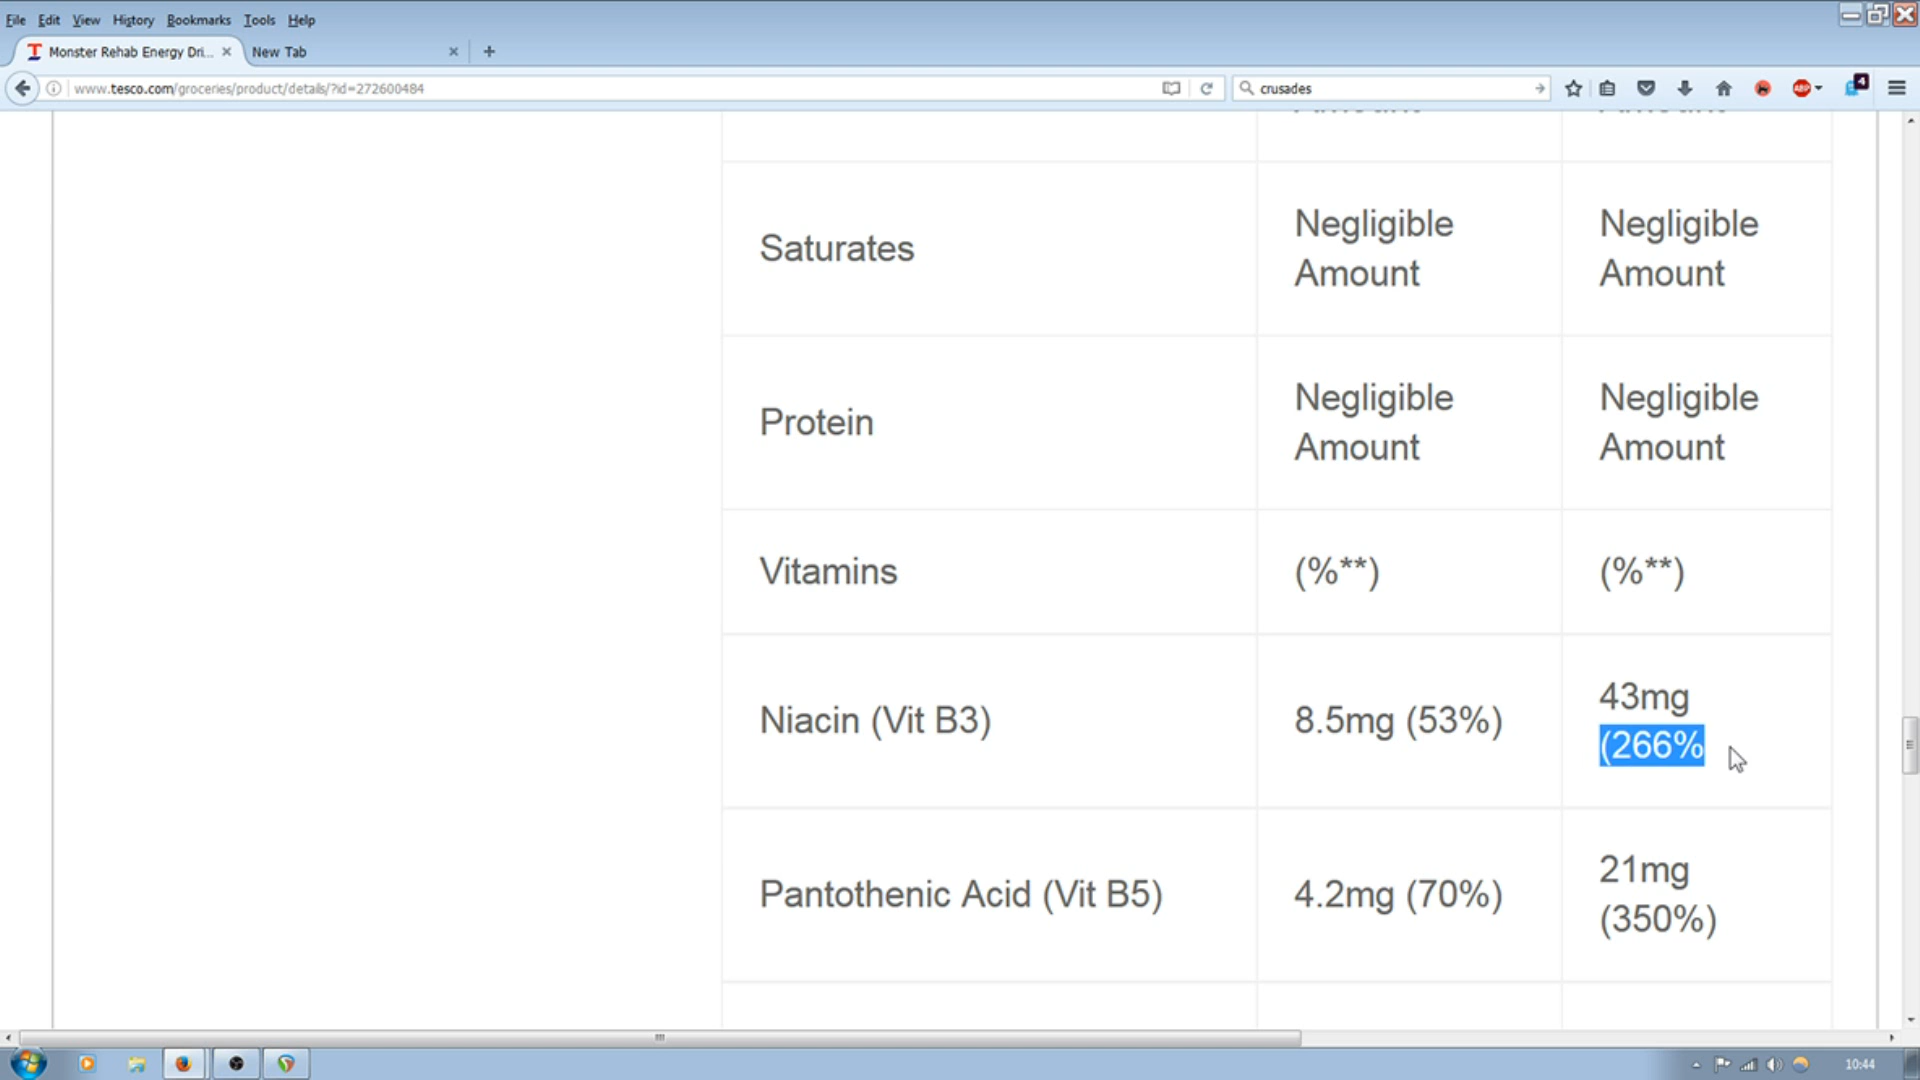 File Edit View History Bookmarks Tools Help
Monster Rehab Energy Dri... New Tab
www.tesco.com/groceries/product/details/?id=272600484 crusades ABP 4
Saturates
Negligible
Amount
Negligible
Amount
Protein
Negligible
Amount
Negligible
Amount
Vitamins (%**) (%**)
Niacin (Vit B3) 8.5mg (53%)
43mg
(266%
Pantothenic Acid (Vit B5) 4.2mg (70%)
21mg
(350%)
10:44